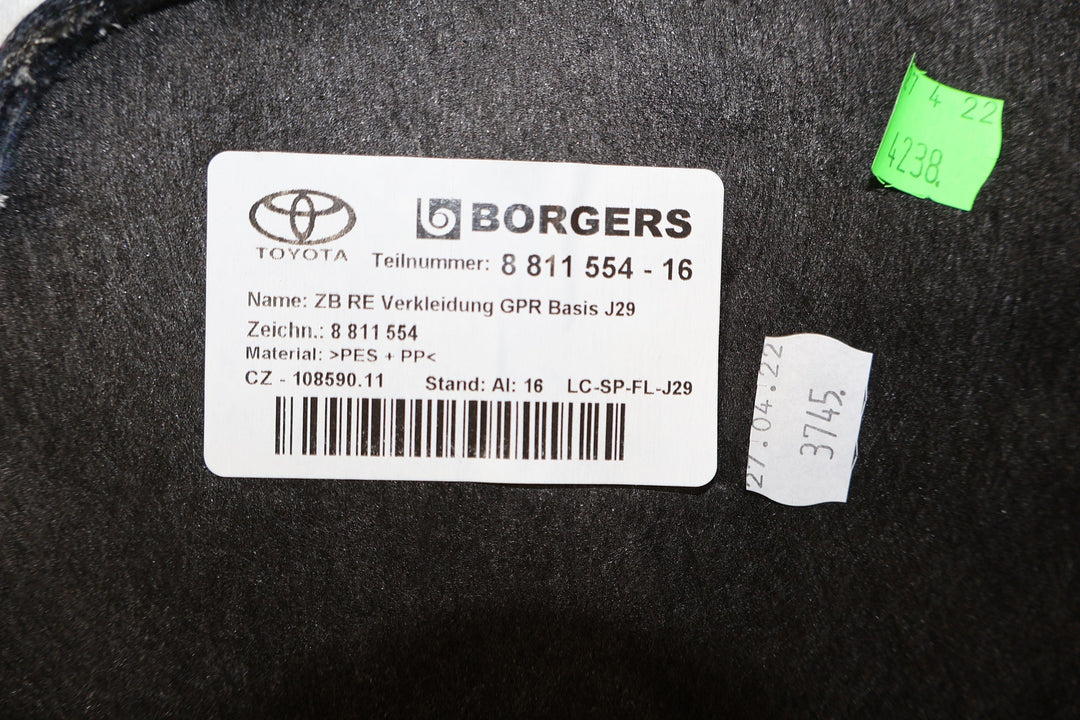 TOYOTA
BORGERS
Teilnummer: 8 811 554 - 16
Name: ZB RE Verkleidung GPR Basis J29
Zeichn.: 8 811 554
Material: >PES + PP<
CZ - 108590.11 Stand: AI: 16 LC-SP-FL-J29
7 4 22
4238.
27.04.22
3745.